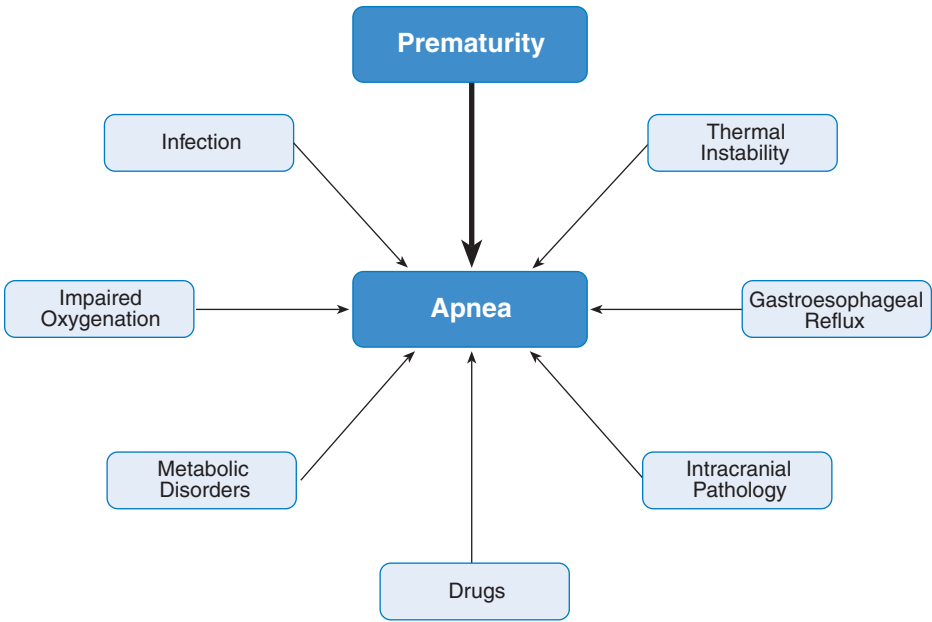 Prematurity
Infection
Thermal
Instability
Impaired
Oxygenation
Apnea
Gastroesophageal
Reflux
Metabolic
Disorders
Intracranial
Pathology
Drugs